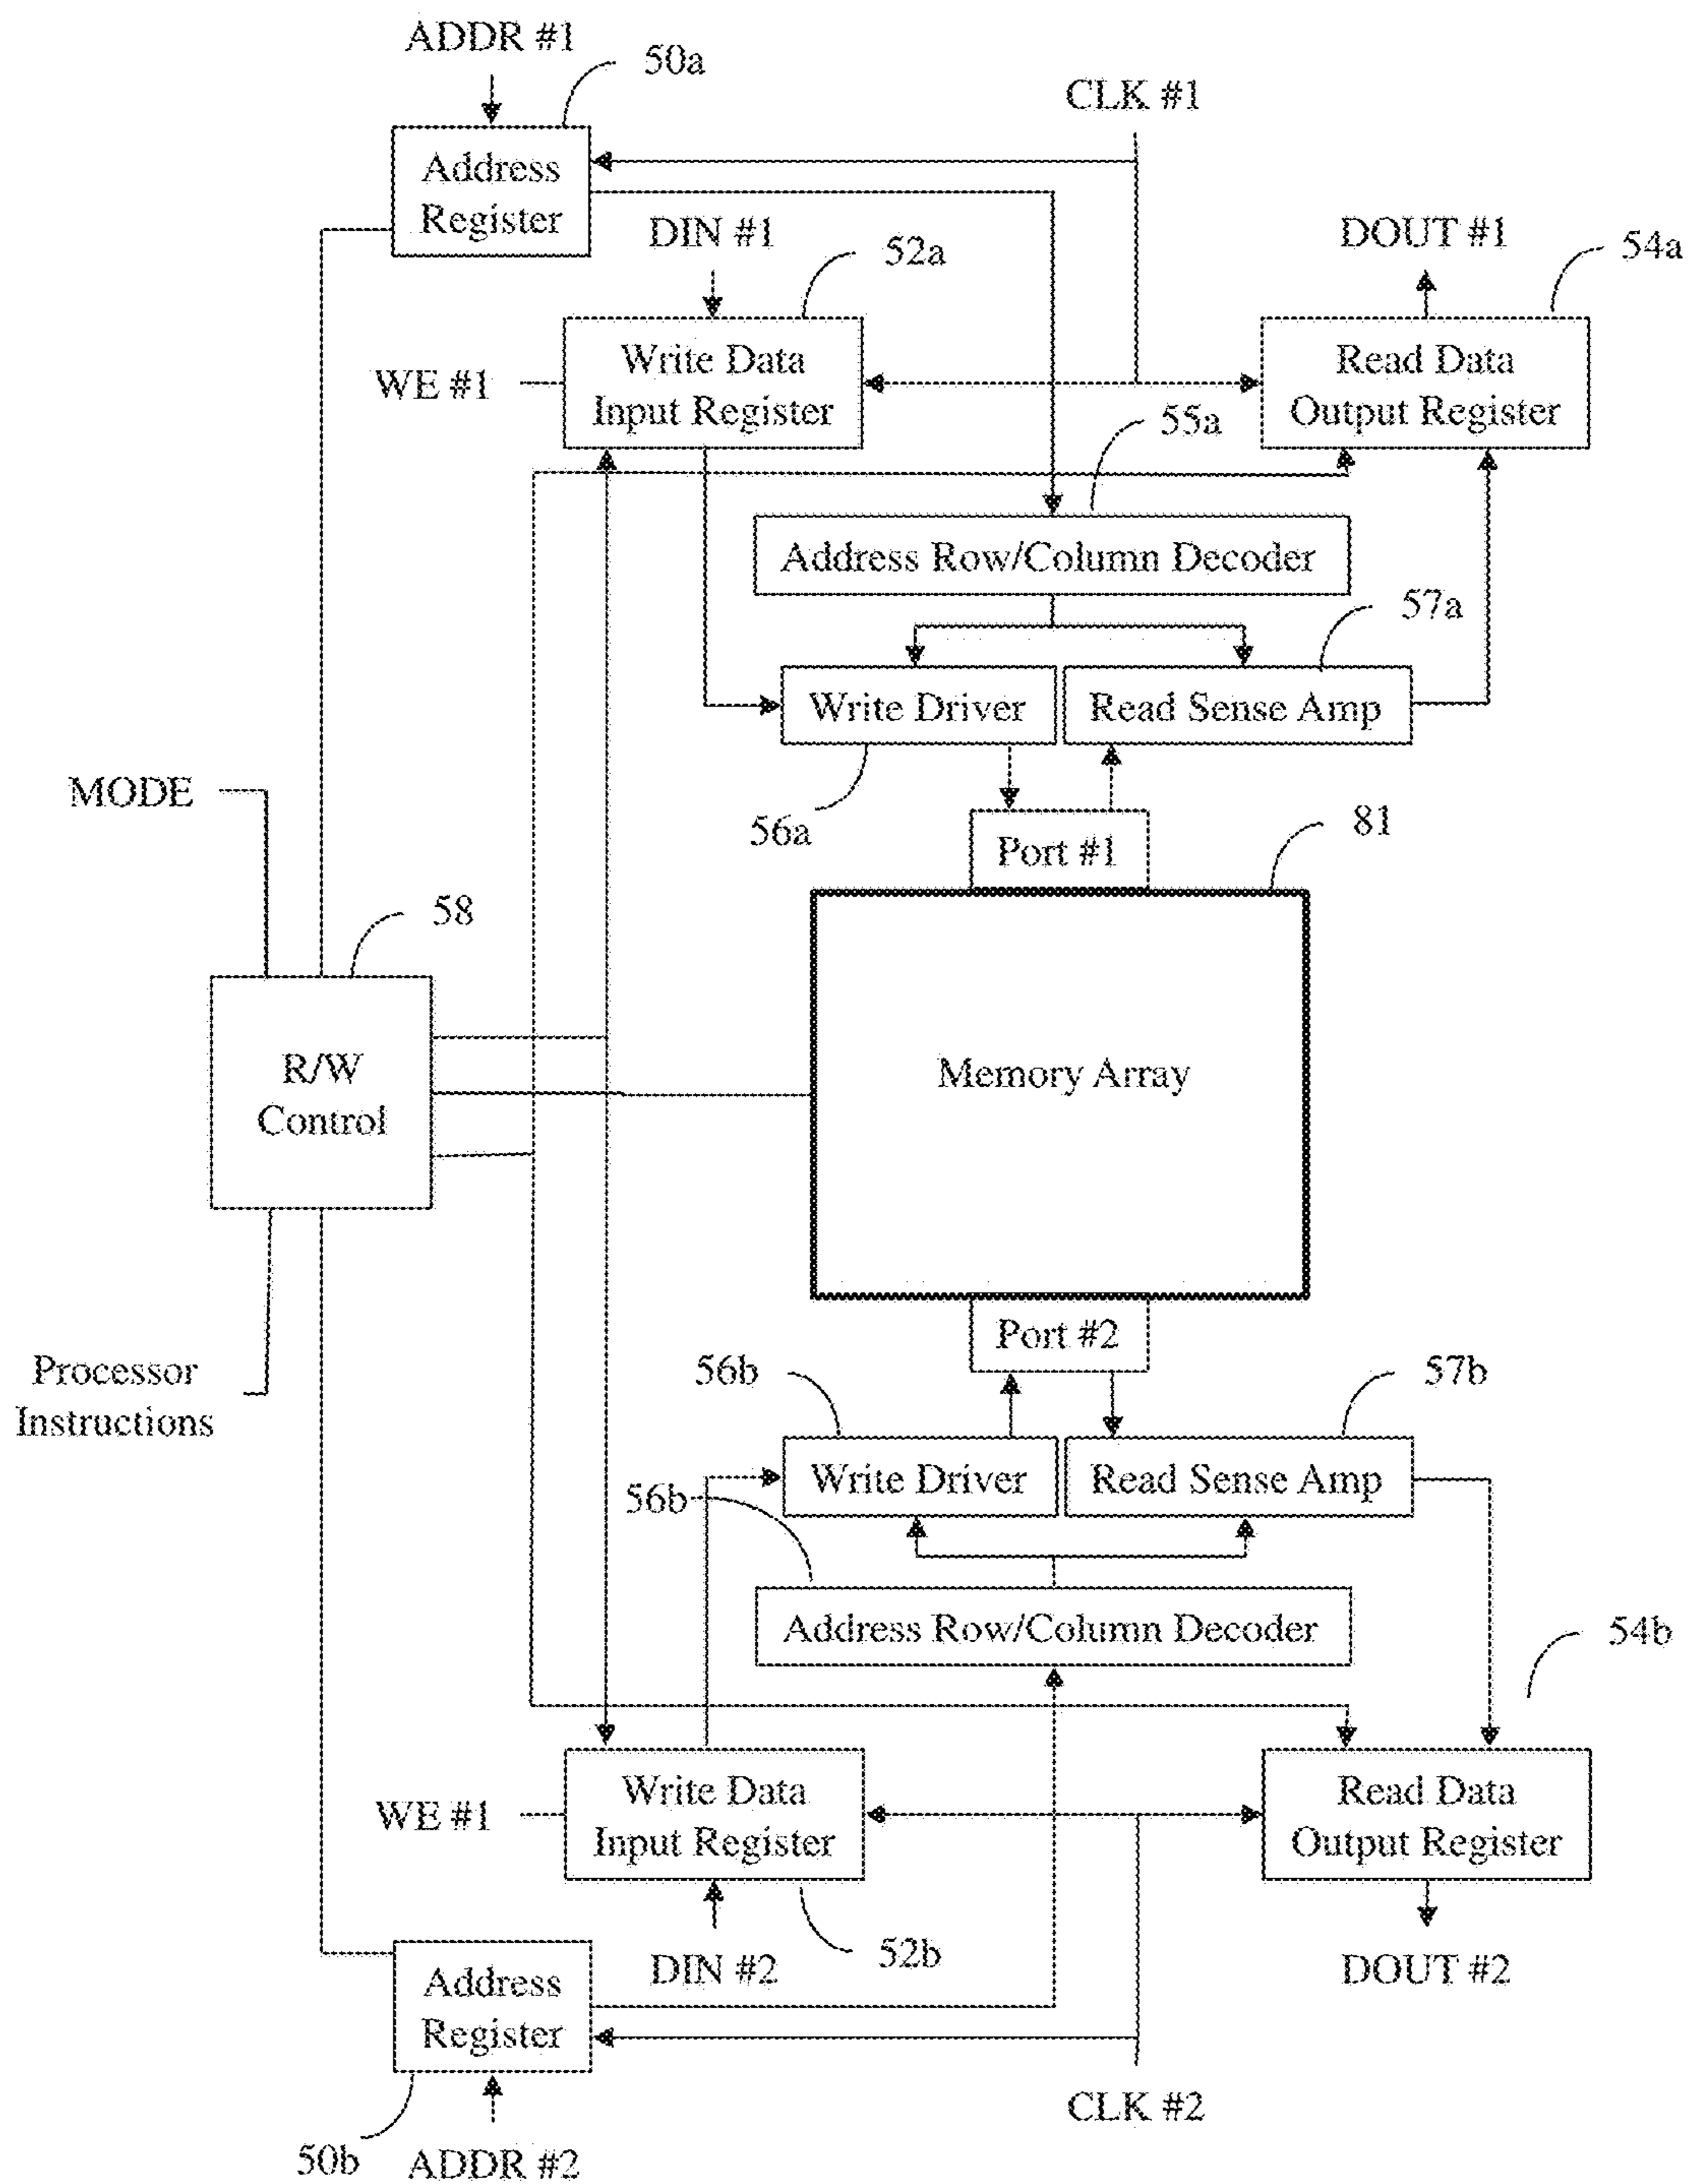 ADDR #1
50a
CLK #1
Address
Register
DIN #1
52a
DOUT #1
54a
WE #1
Write Data
Input Register
Read Data
Output Register
55a
Address Row/Column Decoder
57a
Write Driver
Read Sense Amp
MODE
56a
Port #1
81
58
R/W
Control
Memory Array
Port #2
Processor
Instructions
56b
57b
Write Driver
Read Sense Amp
56b
Address Row/Column Decoder
54b
WE #1
Write Data
Input Register
Read Data
Output Register
52b
DIN #2
DOUT #2
Address
Register
CLK #2
50b
ADDR #2